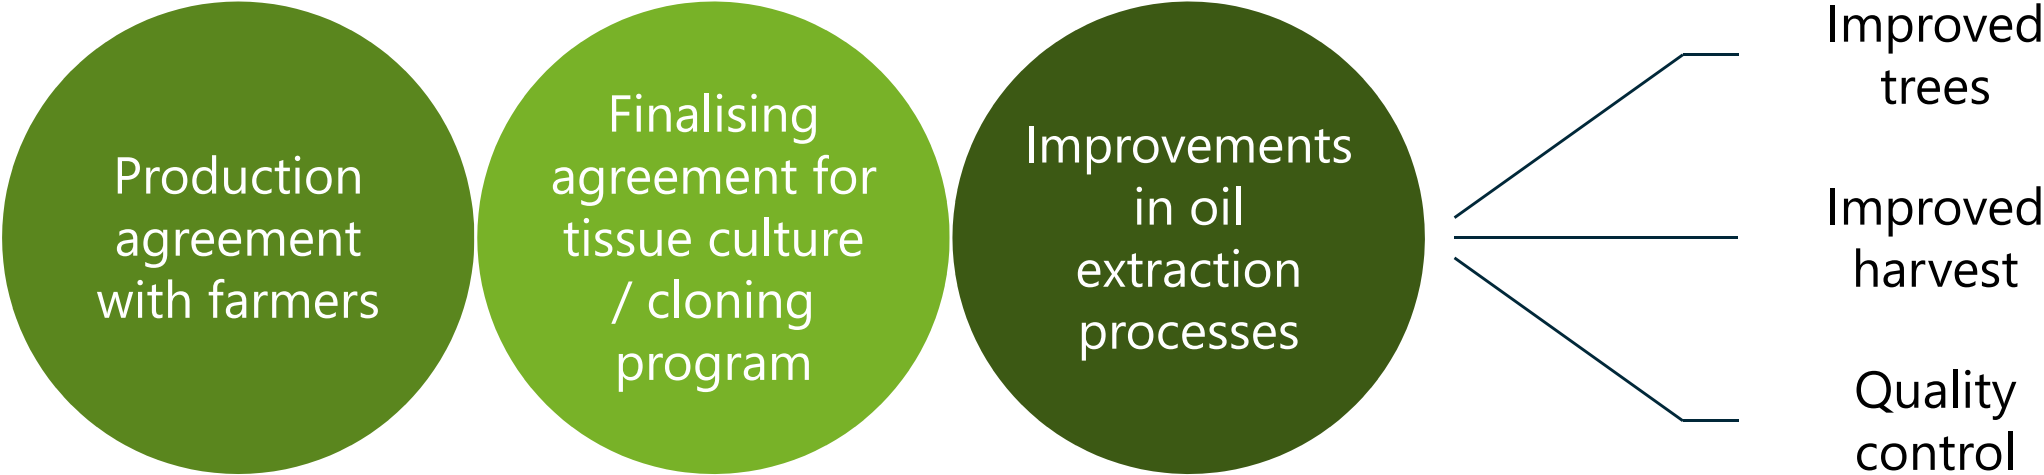 Production
agreement
with farmers
Finalising
agreement for
tissue culture
/ cloning
program
Improvements
in oil
extraction
processes
Improved
trees
Improved
harvest
Quality
control